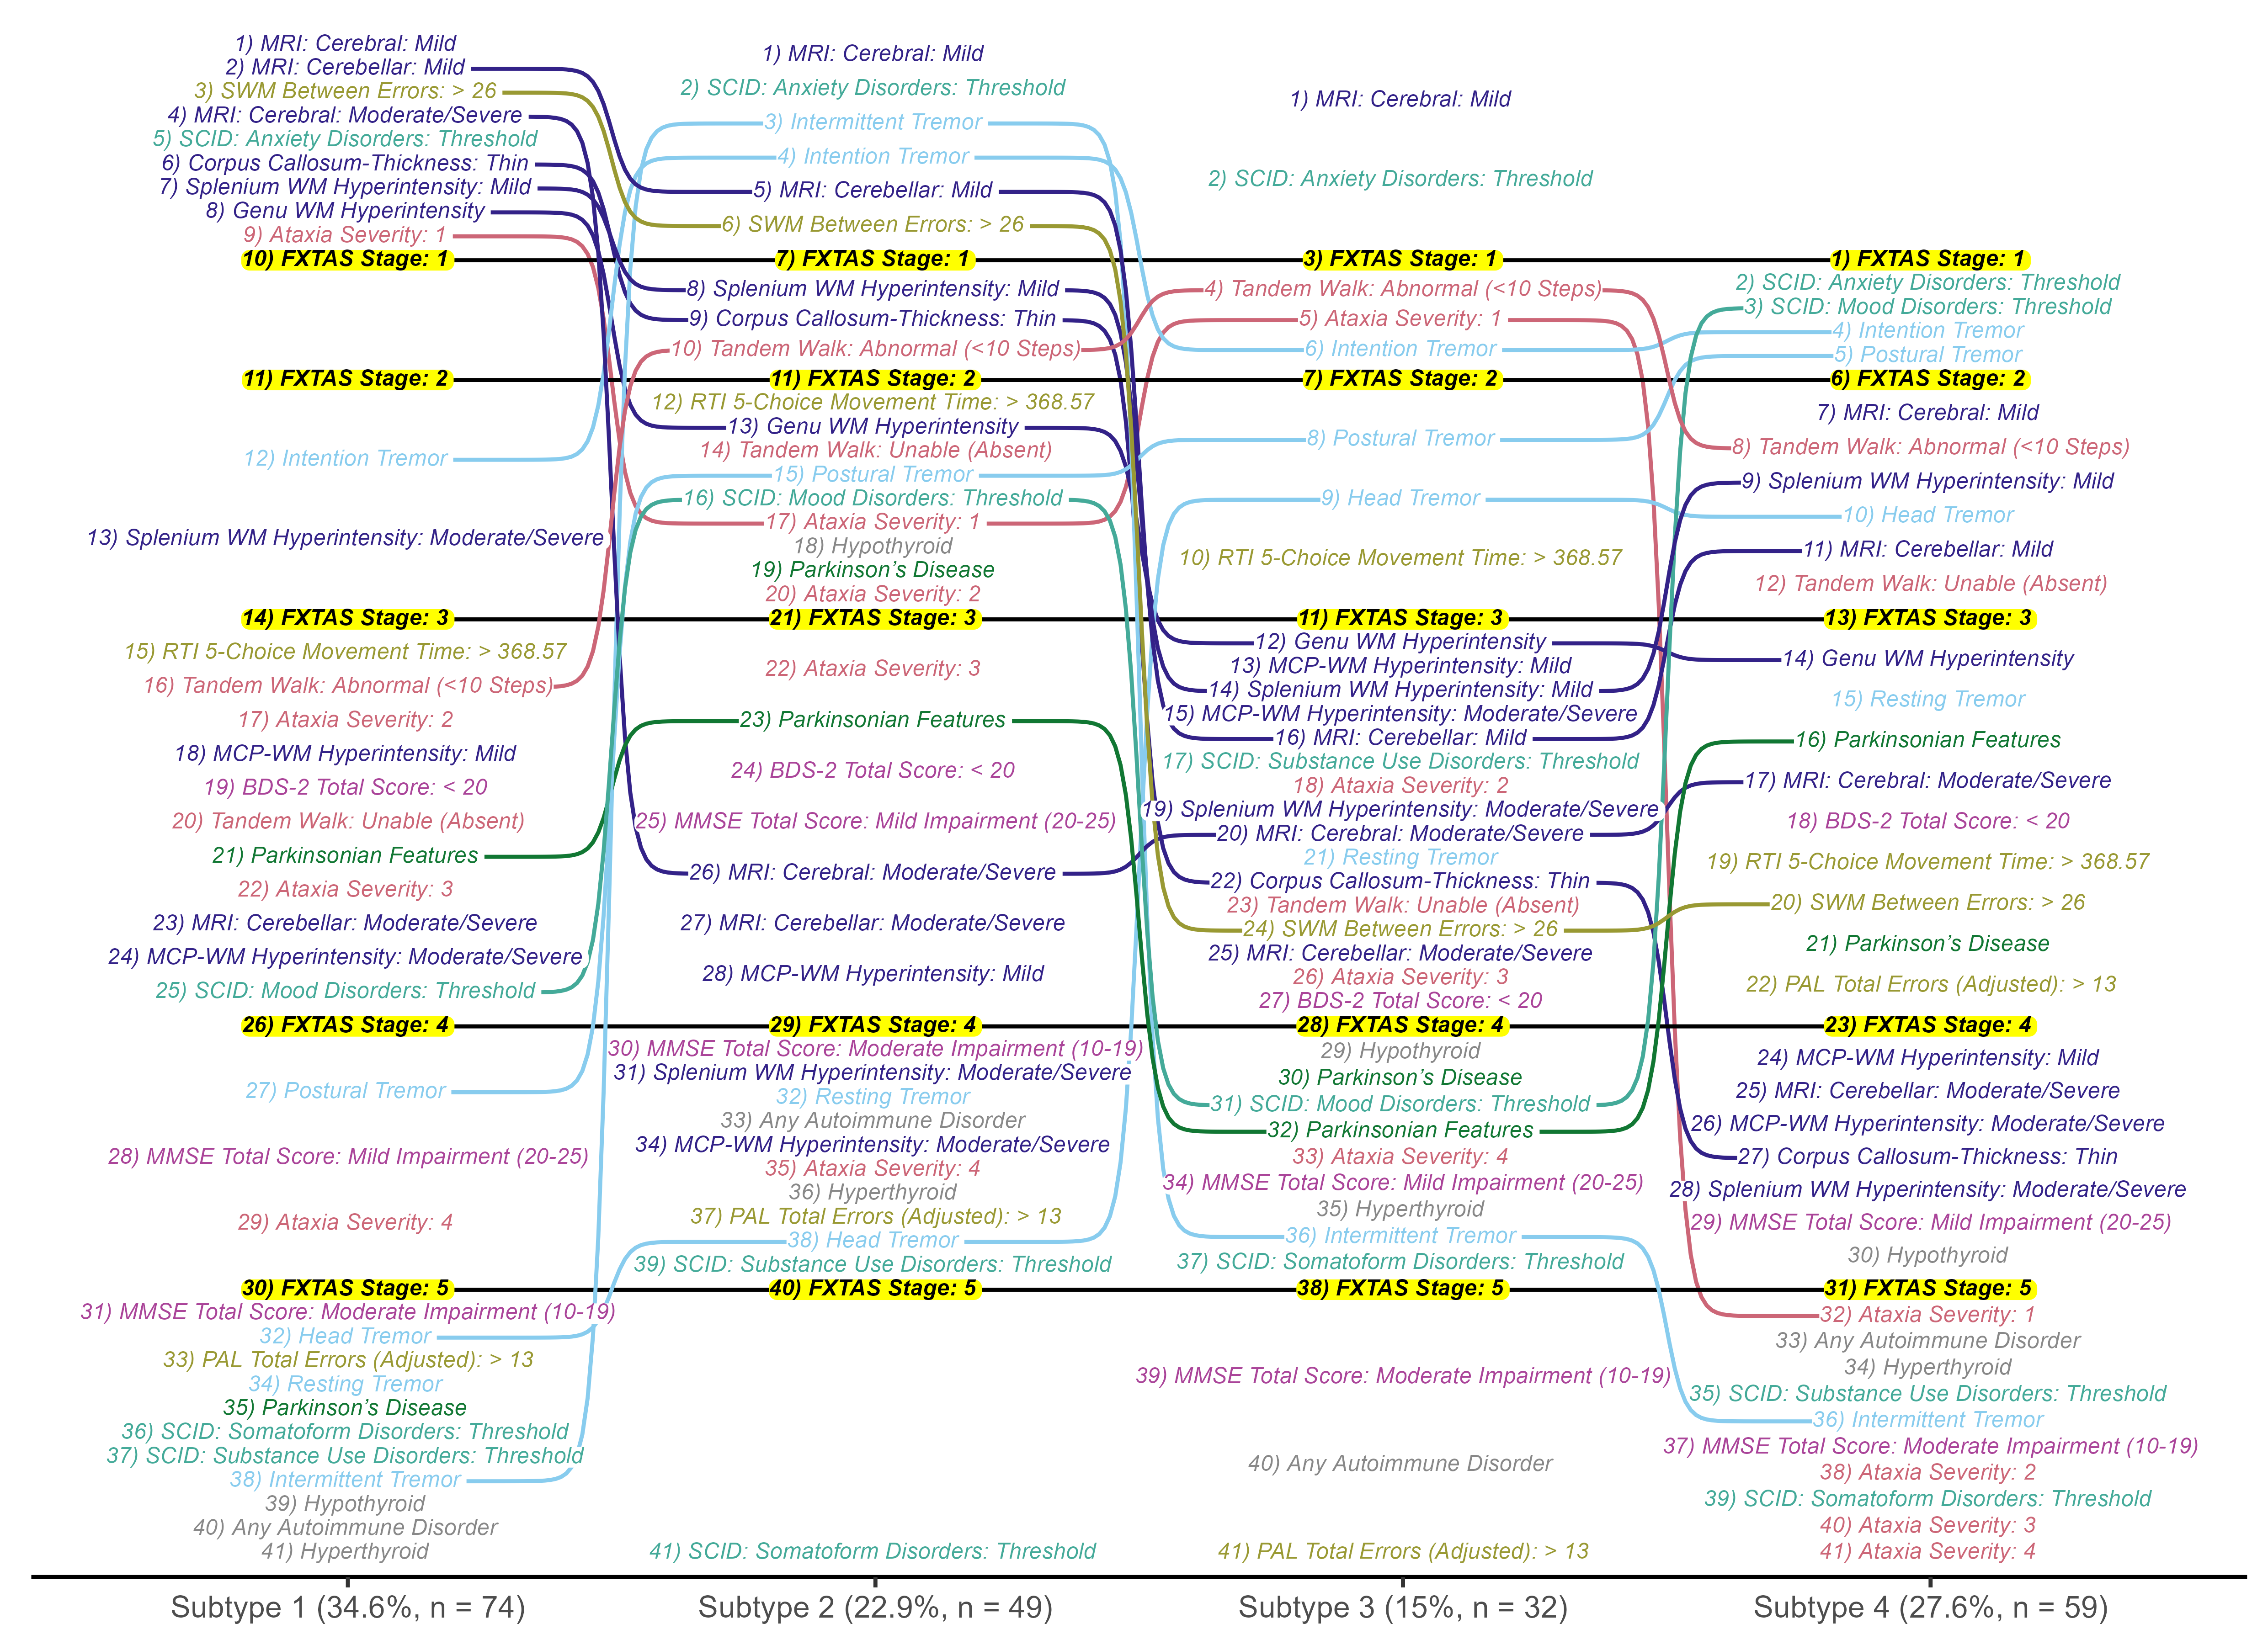 1) MRI: Cerebral: Mild
2) MRI: Cerebellar: Mild
3) SWM Between Errors: > 26
4) MRI: Cerebral: Moderate/Severe
5) SCID: Anxiety Disorders: Threshold
6) Corpus Callosum-Thickness: Thin
7) Splenium WM Hyperintensity: Mild
8) Genu WM Hyperintensity
9) Ataxia Severity: 1
10) FXTAS Stage: 1
11) FXTAS Stage: 2
12) Intention Tremor
13) Splenium WM Hyperintensity: Moderate/Severe
14) FXTAS Stage: 3
15) RTI 5-Choice Movement Time: > 368.57
16) Tandem Walk: Abnormal (<10 Steps)
17) Ataxia Severity: 2
18) MCP-WM Hyperintensity: Mild
19) BDS-2 Total Score: < 20
20) Tandem Walk: Unable (Absent)
21) Parkinsonian Features
22) Ataxia Severity: 3
23) MRI: Cerebellar: Moderate/Severe
24) MCP-WM Hyperintensity: Moderate/Severe
25) SCID: Mood Disorders: Threshold
26) FXTAS Stage: 4
27) Postural Tremor
28) MMSE Total Score: Mild Impairment (20-25)
29) Ataxia Severity: 4
30) FXTAS Stage: 5
31) MMSE Total Score: Moderate Impairment (10-19)
32) Head Tremor
33) PAL Total Errors (Adjusted): > 13
34) Resting Tremor
35) Parkinson's Disease
36) SCID: Somatoform Disorders: Threshold
37) SCID: Substance Use Disorders: Threshold
38) Intermittent Tremor
39) Hypothyroid
40) Any Autoimmune Disorder
41) Hyperthyroid
Subtype 1 (34.6%, n = 74)
1) MRI: Cerebral: Mild
2) SCID: Anxiety Disorders: Threshold
3) Intermittent Tremor
4) Intention Tremor
5) MRI: Cerebellar: Mild
6) SWM Between Errors: > 26
7) FXTAS Stage: 1
8) Splenium WM Hyperintensity: Mild
9) Corpus Callosum-Thickness: Thin
10) Tandem Walk: Abnormal (<10 Steps)
11) FXTAS Stage: 2
12) RTI 5-Choice Movement Time: > 368.57
13) Genu WM Hyperintensity
14) Tandem Walk: Unable (Absent)
15) Postural Tremor
16) SCID: Mood Disorders: Threshold
17) Ataxia Severity: 1
18) Hypothyroid
19) Parkinson's Disease
20) Ataxia Severity: 2
21) FXTAS Stage: 3
22) Ataxia Severity: 3
23) Parkinsonian Features
24) BDS-2 Total Score: < 20
25) MMSE Total Score: Mild Impairment (20-25)
26) MRI: Cerebral: Moderate/Severe
27) MRI: Cerebellar: Moderate/Severe
28) MCP-WM Hyperintensity: Mild
29) FXTAS Stage: 4
30) MMSE Total Score: Moderate Impairment (10-19)
31) Splenium WM Hyperintensity: Moderate/Severe
32) Resting Tremor
33) Any Autoimmune Disorder
34) MCP-WM Hyperintensity: Moderate/Severe
35) Ataxia Severity: 4
36) Hyperthyroid
37) PAL Total Errors (Adjusted): > 13
38) Head Tremor
39) SCID: Substance Use Disorders: Threshold
40) FXTAS Stage: 5
41) SCID: Somatoform Disorders: Threshold
Subtype 2 (22.9%, n = 49)
1) MRI: Cerebral: Mild
2) SCID: Anxiety Disorders: Threshold
3) FXTAS Stage: 1
4) Tandem Walk: Abnormal (<10 Steps)
5) Ataxia Severity: 1
6) Intention Tremor
7) FXTAS Stage: 2
8) Postural Tremor
9) Head Tremor
10) RTI 5-Choice Movement Time: > 368.57
11) FXTAS Stage: 3
12) Genu WM Hyperintensity
13) MCP-WM Hyperintensity: Mild
14) Splenium WM Hyperintensity: Mild
15) MCP-WM Hyperintensity: Moderate/Severe
16) MRI: Cerebellar: Mild
17) SCID: Substance Use Disorders: Threshold
18) Ataxia Severity: 2
19) Splenium WM Hyperintensity: Moderate/Severe
20) MRI: Cerebral: Moderate/Severe
21) Resting Tremor
22) Corpus Callosum-Thickness: Thin
23) Tandem Walk: Unable (Absent)
24) SWM Between Errors: > 26
25) MRI: Cerebellar: Moderate/Severe
26) Ataxia Severity: 3
27) BDS-2 Total Score: < 20
28) FXTAS Stage: 4
29) Hypothyroid
30) Parkinson's Disease
31) SCID: Mood Disorders: Threshold
32) Parkinsonian Features
33) Ataxia Severity: 4
34) MMSE Total Score: Mild Impairment (20-25)
35) Hyperthyroid
36) Intermittent Tremor
37) SCID: Somatoform Disorders: Threshold
38) FXTAS Stage: 5
39) MMSE Total Score: Moderate Impairment (10-19)
40) Any Autoimmune Disorder
41) PAL Total Errors (Adjusted): > 13
Subtype 3 (15%, n = 32)
1) FXTAS Stage: 1
2) SCID: Anxiety Disorders: Threshold
3) SCID: Mood Disorders: Threshold
4) Intention Tremor
5) Postural Tremor
6) FXTAS Stage: 2
7) MRI: Cerebral: Mild
8) Tandem Walk: Abnormal (<10 Steps)
9) Splenium WM Hyperintensity: Mild
10) Head Tremor
11) MRI: Cerebellar: Mild
12) Tandem Walk: Unable (Absent)
13) FXTAS Stage: 3
14) Genu WM Hyperintensity
15) Resting Tremor
16) Parkinsonian Features
17) MRI: Cerebral: Moderate/Severe
18) BDS-2 Total Score: < 20
19) RTI 5-Choice Movement Time: > 368.57
20) SWM Between Errors: > 26
21) Parkinson's Disease
22) PAL Total Errors (Adjusted): > 13
23) FXTAS Stage: 4
24) MCP-WM Hyperintensity: Mild
25) MRI: Cerebellar: Moderate/Severe
26) MCP-WM Hyperintensity: Moderate/Severe
27) Corpus Callosum-Thickness: Thin
28) Splenium WM Hyperintensity: Moderate/Severe
29) MMSE Total Score: Mild Impairment (20-25)
30) Hypothyroid
31) FXTAS Stage: 5
32) Ataxia Severity: 1
33) Any Autoimmune Disorder
34) Hyperthyroid
35) SCID: Substance Use Disorders: Threshold
36) Intermittent Tremor
37) MMSE Total Score: Moderate Impairment (10-19)
38) Ataxia Severity: 2
39) SCID: Somatoform Disorders: Threshold
40) Ataxia Severity: 3
41) Ataxia Severity: 4
Subtype 4 (27.6%, n = 59)